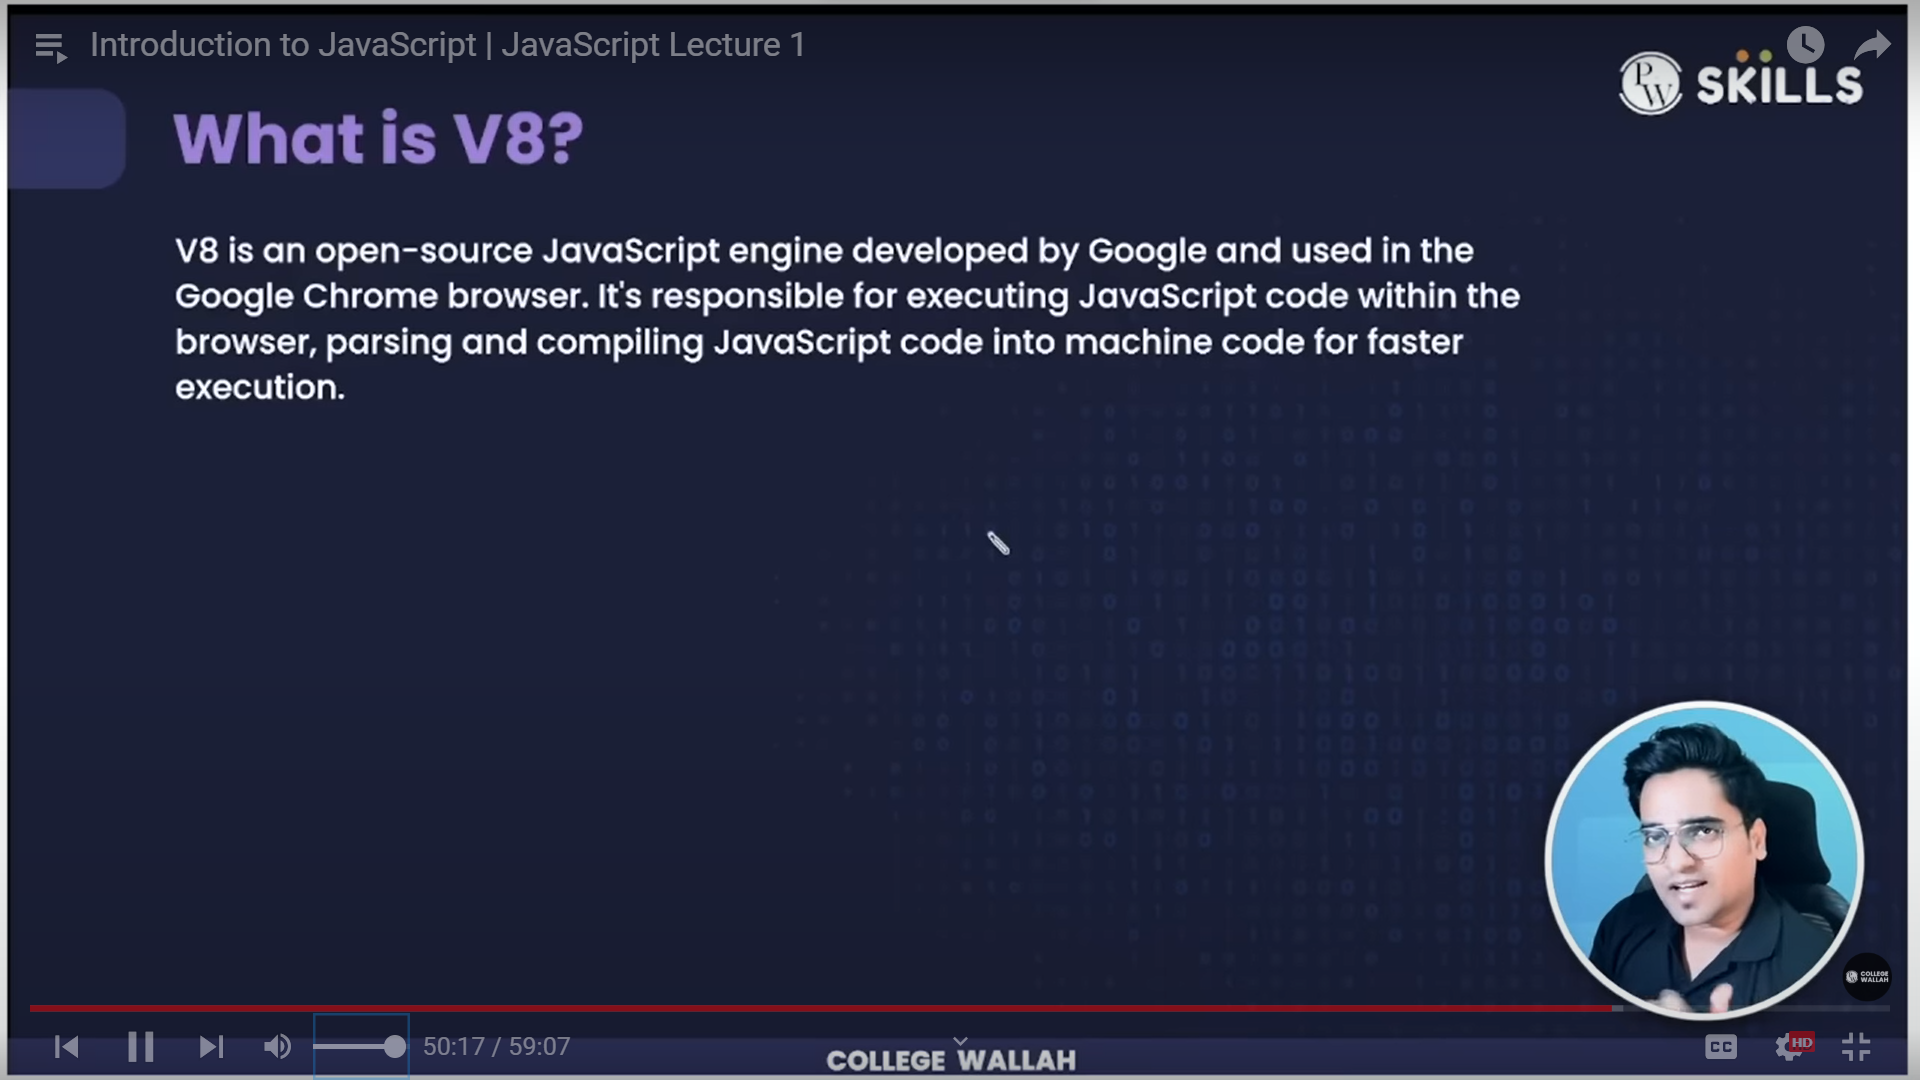 Introduction to JavaScript | JavaScript Lecture 1
PW SKILLS
What is V8?
V8 is an open-source JavaScript engine developed by Google and used in the
Google Chrome browser. It's responsible for executing JavaScript code within the
browser, parsing and compiling JavaScript code into machine code for faster
execution.
COLLEGE
WALLAH
50:17 / 59:07
COLLEGE WALLAH
CC
HD